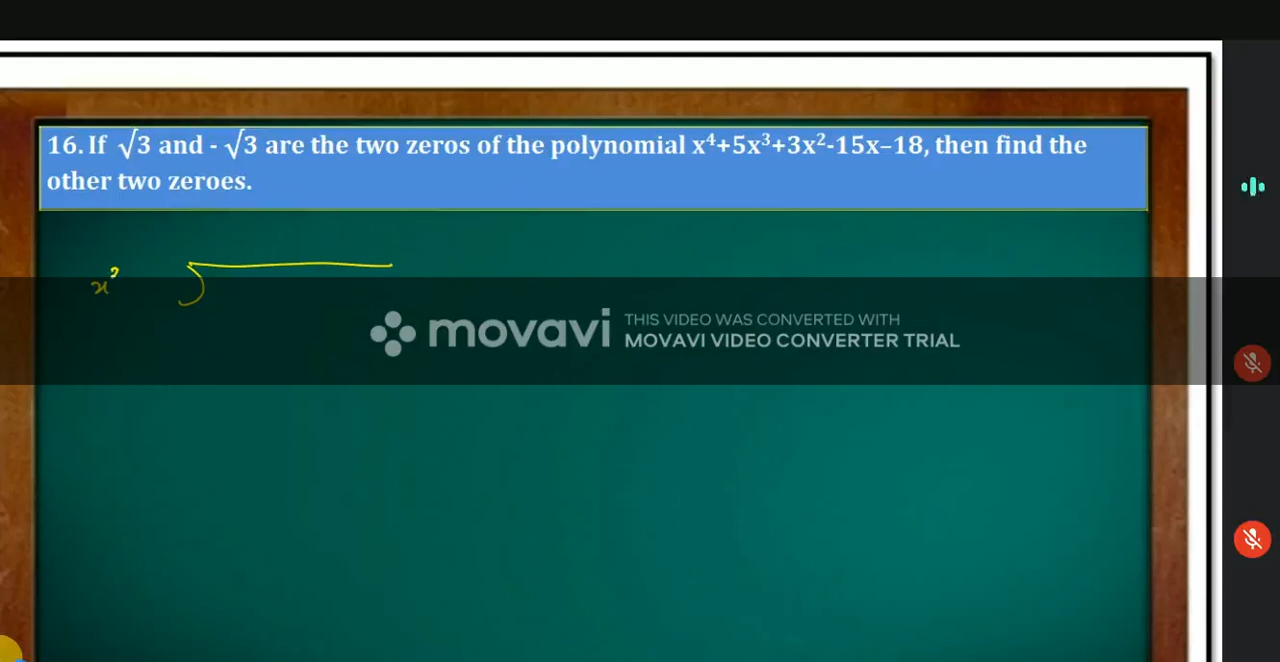 16. If √3 and - √3 are the two zeros of the polynomial x⁴+5x³+3x²-15x–18, then find the
other two zeroes.
x²
movavi
THIS VIDEO WAS CONVERTED WITH
MOVAVI VIDEO CONVERTER TRIAL